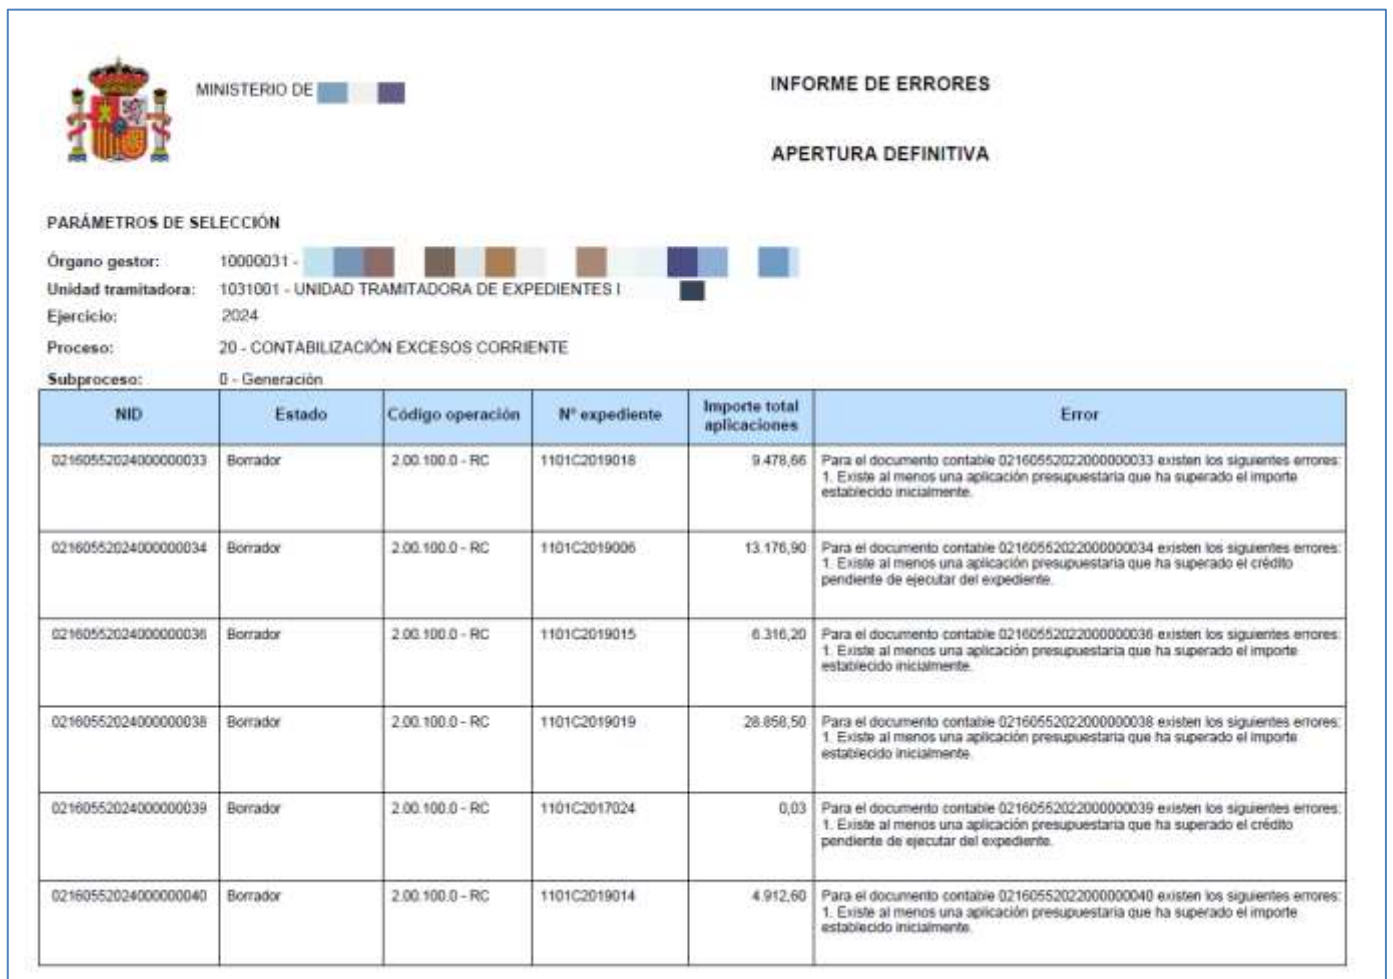 MINISTERIO DE
INFORME DE ERRORES
APERTURA DEFINITIVA
PARÁMETROS DE SELECCIÓN
Órgano gestor: 10000031 -
Unidad tramitadora: 1031001 - UNIDAD TRAMITADORA DE EXPEDIENTES I
Ejercicio: 2024
Proceso: 20 - CONTABILIZACIÓN EXCESOS CORRIENTE
Subproceso: 0 - Generación
NID Estado Código operación Nº expediente Importe total aplicaciones Error
02160552024000000033 Borrador 2.00.100.0 - RC 1101C2019018 9.478,66 Para el documento contable 02160552022000000033 existen los siguientes errores:
1. Existe al menos una aplicación presupuestaria que ha superado el importe
establecido inicialmente.
02160552024000000034 Borrador 2.00.100.0 - RC 1101C2019006 13.176,90 Para el documento contable 02160552022000000034 existen los siguientes errores:
1. Existe al menos una aplicación presupuestaria que ha superado el crédito
pendiente de ejecutar del expediente.
02160552024000000036 Borrador 2.00.100.0 - RC 1101C2019015 6.316,20 Para el documento contable 02160552022000000036 existen los siguientes errores:
1. Existe al menos una aplicación presupuestaria que ha superado el importe
establecido inicialmente.
02160552024000000038 Borrador 2.00.100.0 - RC 1101C2019019 28.858,50 Para el documento contable 02160552022000000038 existen los siguientes errores:
1. Existe al menos una aplicación presupuestaria que ha superado el importe
establecido inicialmente.
02160552024000000039 Borrador 2.00.100.0 - RC 1101C2017024 0,03 Para el documento contable 02160552022000000039 existen los siguientes errores:
1. Existe al menos una aplicación presupuestaria que ha superado el crédito
pendiente de ejecutar del expediente.
02160552024000000040 Borrador 2.00.100.0 - RC 1101C2019014 4.912,60 Para el documento contable 02160552022000000040 existen los siguientes errores:
1. Existe al menos una aplicación presupuestaria que ha superado el importe
establecido inicialmente.